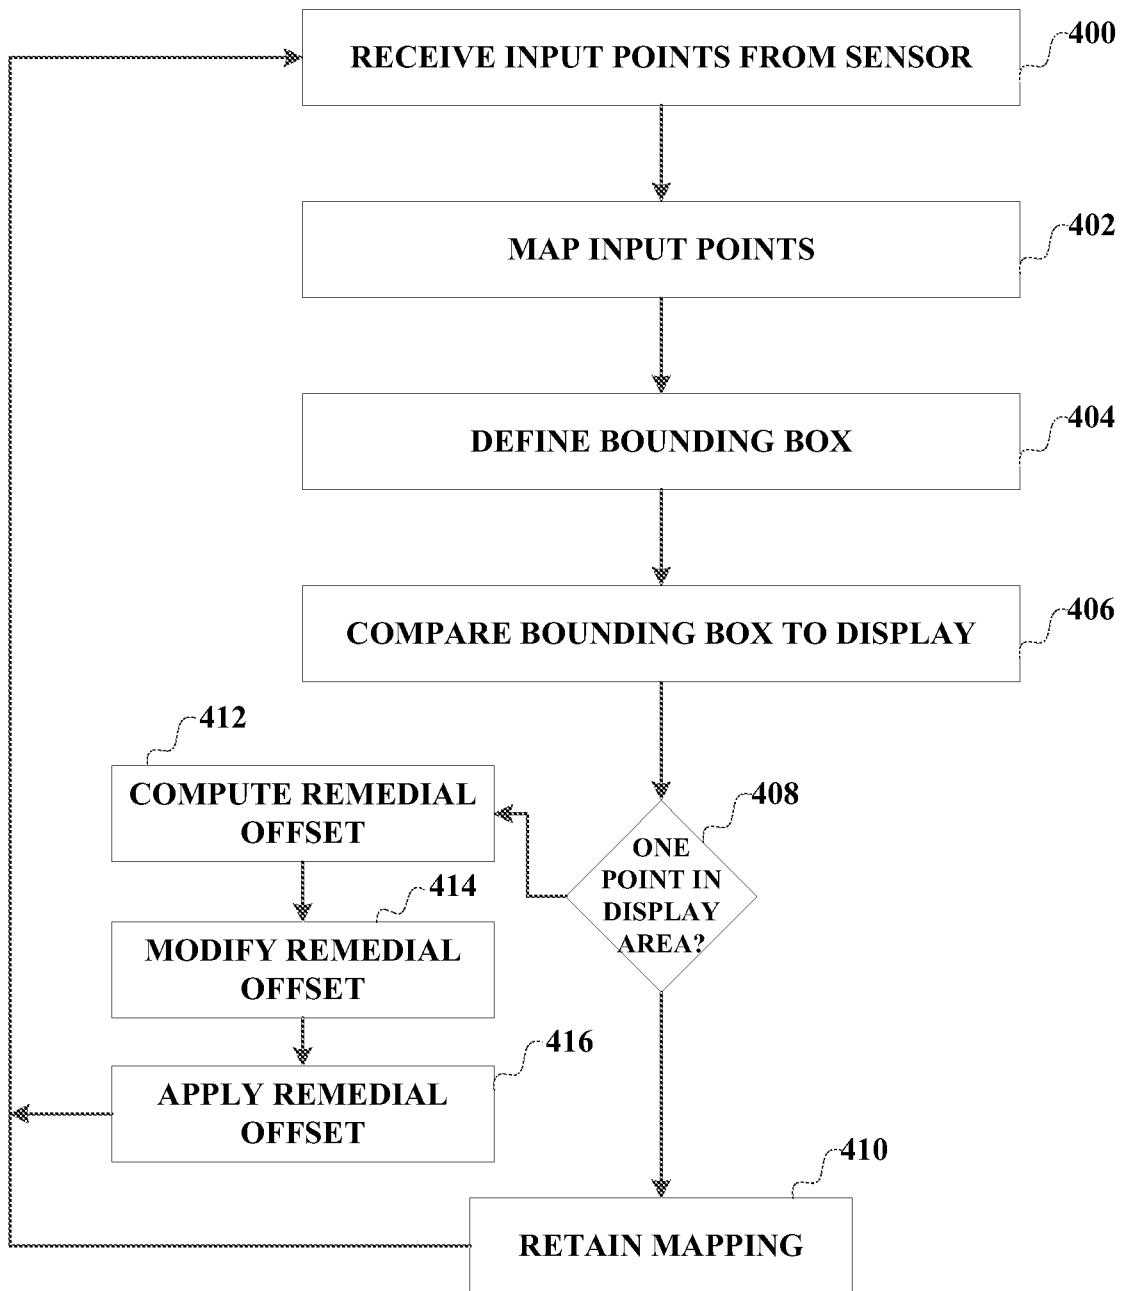 RECEIVE INPUT POINTS FROM SENSOR
400
MAP INPUT POINTS
402
DEFINE BOUNDING BOX
404
COMPARE BOUNDING BOX TO DISPLAY
406
408
ONE
POINT IN
DISPLAY
AREA?
412
COMPUTE REMEDIAL
OFFSET
414
MODIFY REMEDIAL
OFFSET
416
APPLY REMEDIAL
OFFSET
410
RETAIN MAPPING